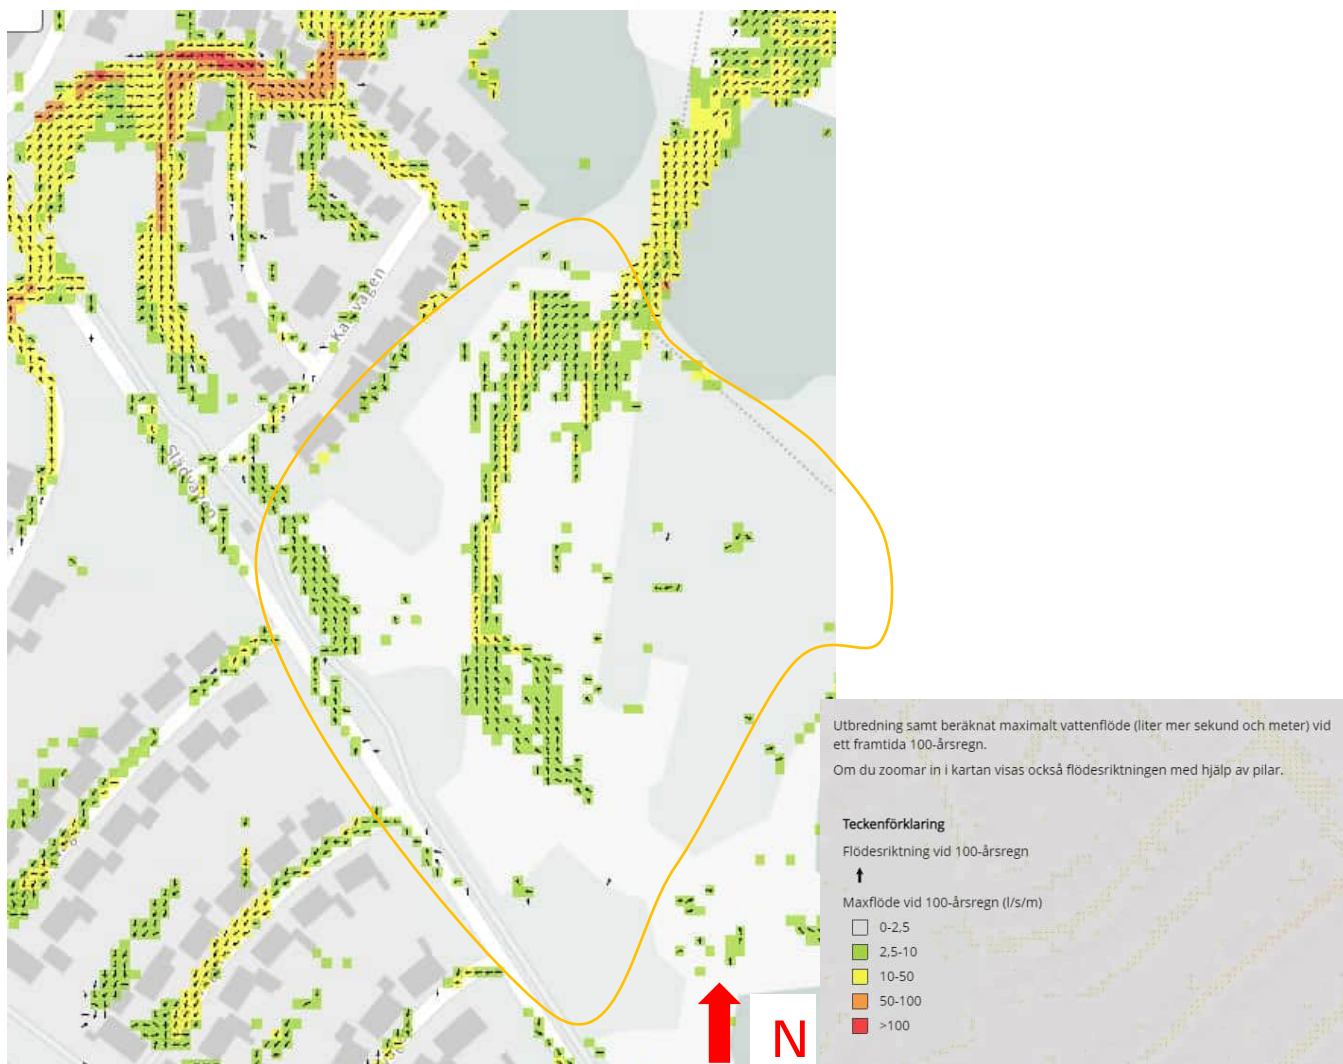 Karlvägen
Slädvägen
N
Utbredning samt beräknat maximalt vattenflöde (liter mer sekund och meter) vid
ett framtida 100-årsregn.
Om du zoomar in i kartan visas också flödesriktningen med hjälp av pilar.
Teckenförklaring
Flödesriktning vid 100-årsregn
Maxflöde vid 100-årsregn (l/s/m)
0-2,5
2,5-10
10-50
50-100
>100